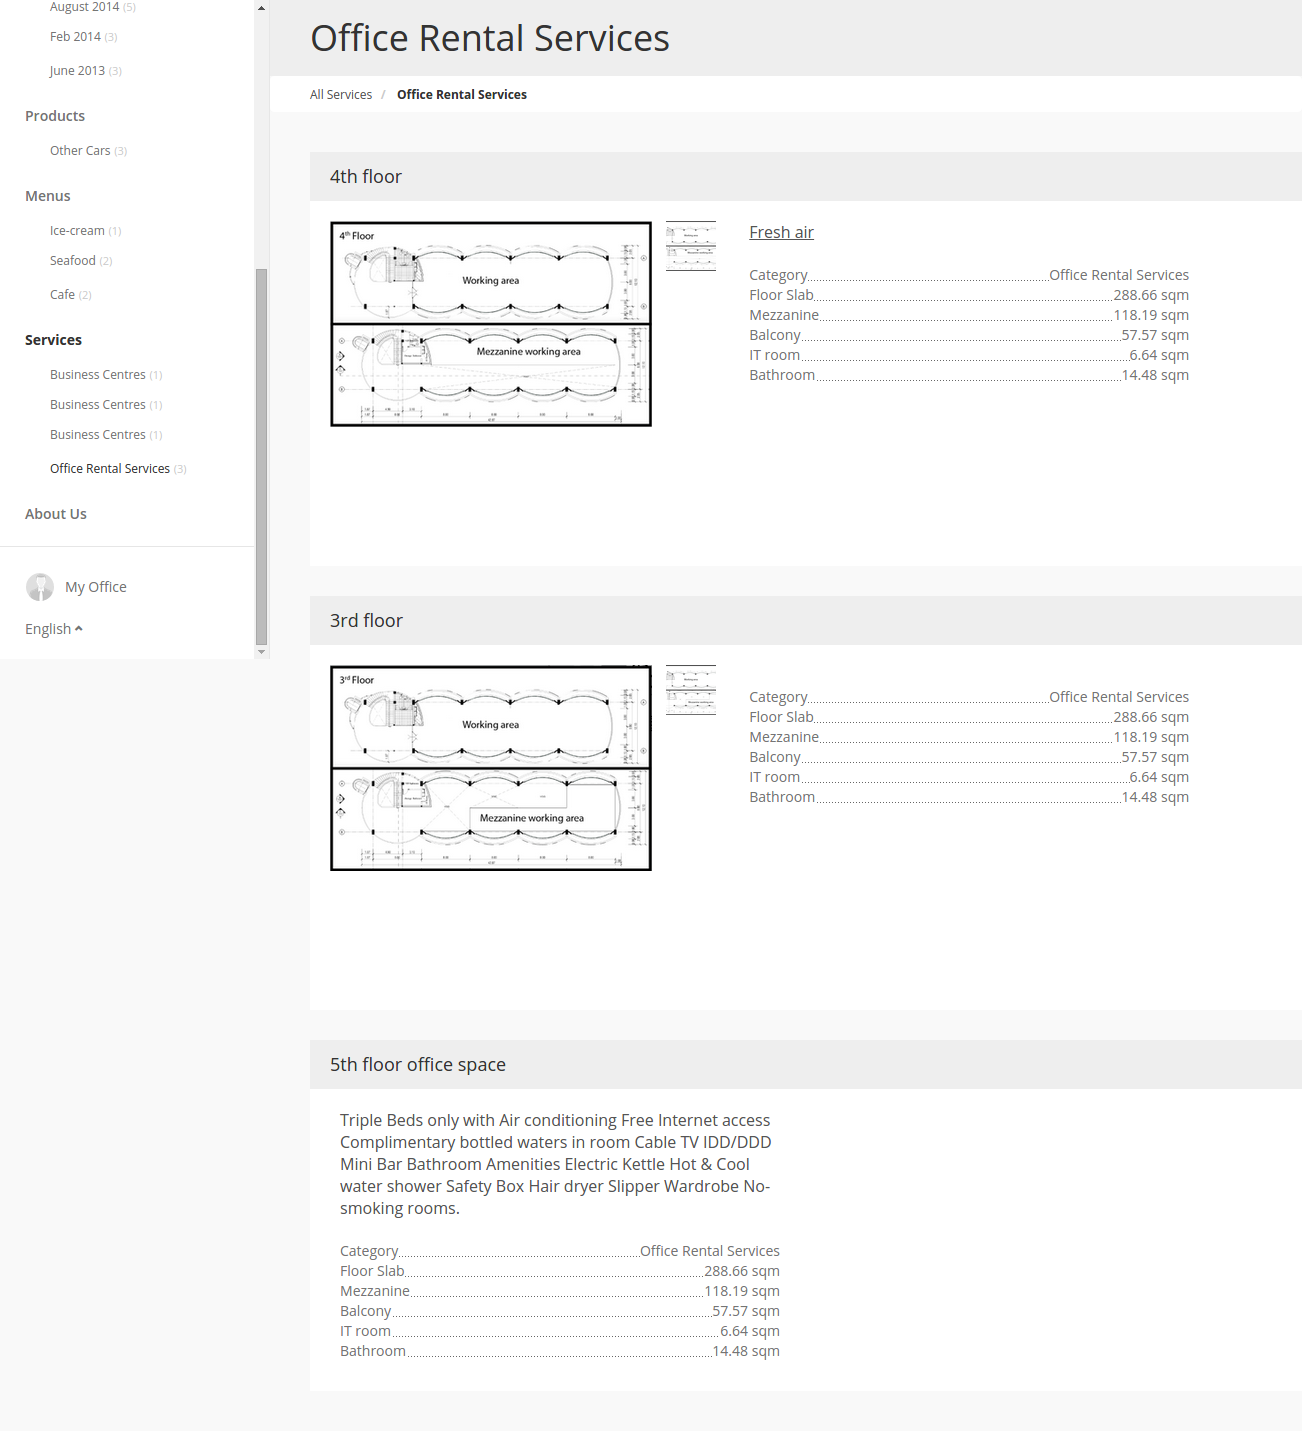 August 2014 (5)
Feb 2014 (3)
June 2013 (3)
Products
Other Cars (3)
Menus
Ice-cream (1)
Seafood (2)
Cafe (2)
Services
Business Centres (1)
Business Centres (1)
Business Centres (1)
Office Rental Services (3)
About Us
My Office
English
Office Rental Services
All Services / Office Rental Services
4th floor
4th Floor
Working area
Mezzanine working area
Fresh air
Category Office Rental Services
Floor Slab 288.66 sqm
Mezzanine 118.19 sqm
Balcony 57.57 sqm
IT room 6.64 sqm
Bathroom 14.48 sqm
3rd floor
3rd Floor
Working area
Mezzanine working area
Category Office Rental Services
Floor Slab 288.66 sqm
Mezzanine 118.19 sqm
Balcony 57.57 sqm
IT room 6.64 sqm
Bathroom 14.48 sqm
5th floor office space
Triple Beds only with Air conditioning Free Internet access
Complimentary bottled waters in room Cable TV IDD/DDD
Mini Bar Bathroom Amenities Electric Kettle Hot & Cool
water shower Safety Box Hair dryer Slipper Wardrobe No-
smoking rooms.
Category Office Rental Services
Floor Slab 288.66 sqm
Mezzanine 118.19 sqm
Balcony 57.57 sqm
IT room 6.64 sqm
Bathroom 14.48 sqm